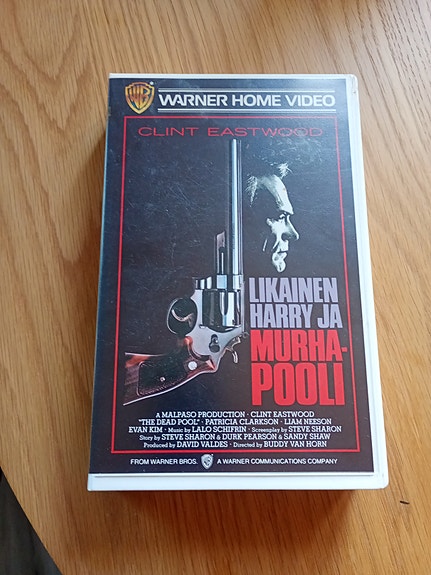 WB
WARNER HOME VIDEO
CLINT EASTWOOD
LIKAINEN
HARRY JA
MURHA-
POOLI
A MALPASO PRODUCTION · CLINT EASTWOOD
"THE DEAD POOL" · PATRICIA CLARKSON · LIAM NEESON
EVAN KIM · Music by LALO SCHIFRIN · Screenplay by STEVE SHARON
Story by STEVE SHARON & DURK PEARSON & SANDY SHAW
Produced by DAVID VALDES · Directed by BUDDY VAN HORN
FROM WARNER BROS. WB A WARNER COMMUNICATIONS COMPANY